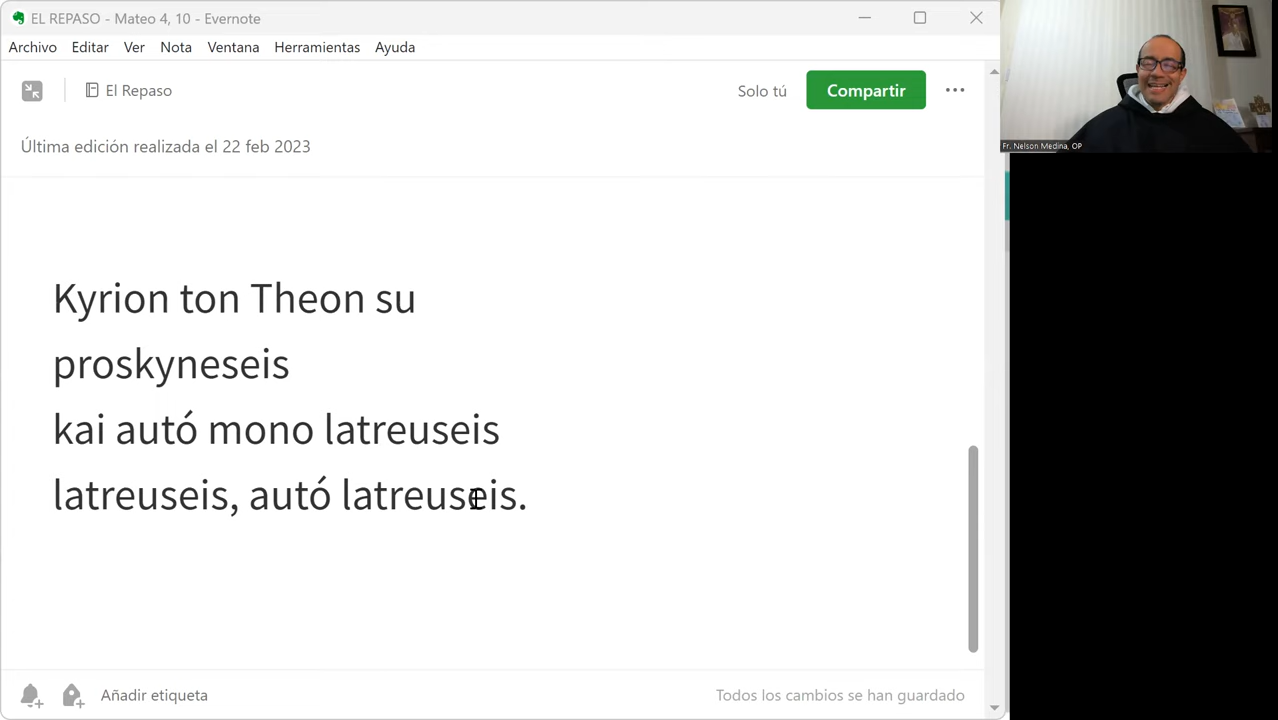 EL REPASO - Mateo 4, 10 - Evernote
Archivo Editar Ver Nota Ventana Herramientas Ayuda
El Repaso Solo tú Compartir
Última edición realizada el 22 feb 2023
Fr. Nelson Medina, OP
Kyrion ton Theon su
proskyneseis
kai autó mono latreuseis
latreuseis, autó latreuseis.
Añadir etiqueta Todos los cambios se han guardado